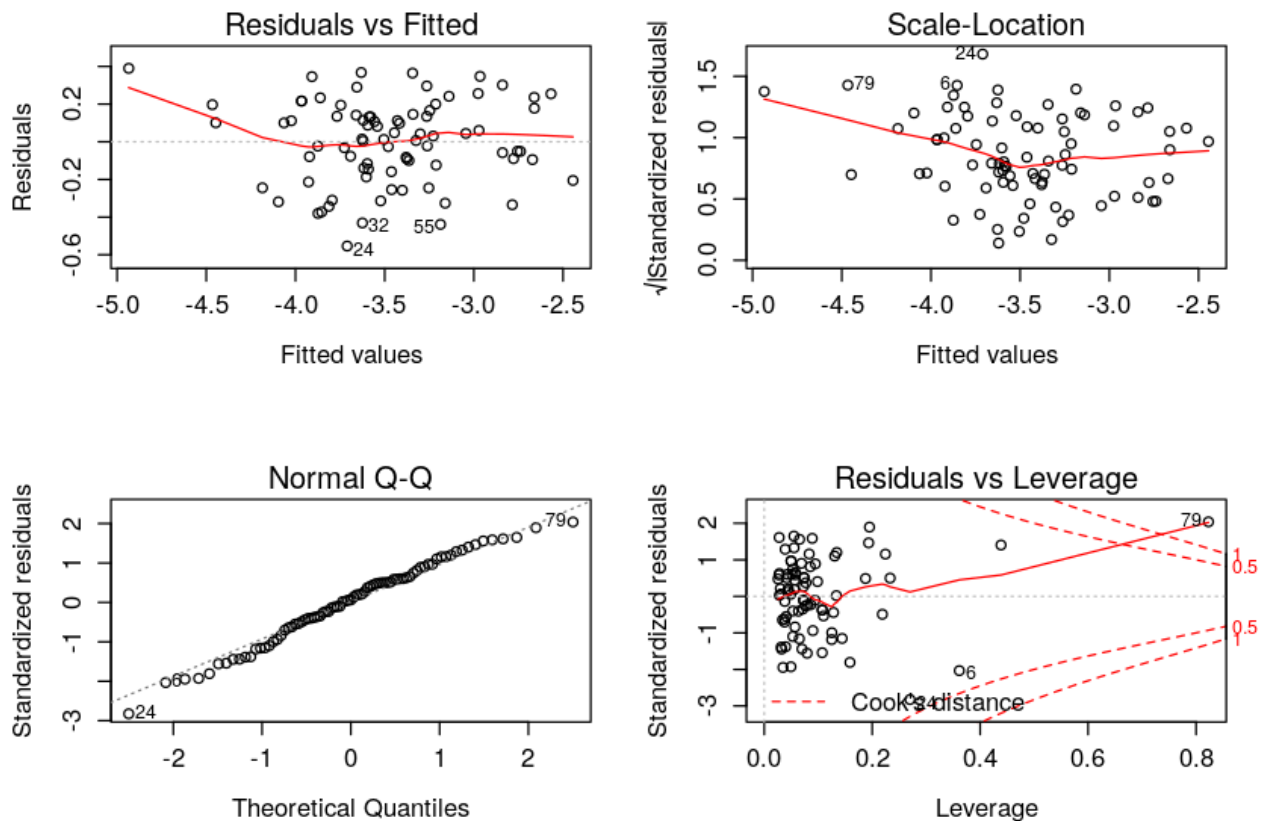 Residuals vs Fitted
Residuals
0.2
-0.2
-0.6
32
55
24
-5.0 -4.5 -4.0 -3.5 -3.0 -2.5
Fitted values
Scale-Location
√|Standardized residuals|
1.5
1.0
0.5
0.0
24
79
6
-5.0 -4.5 -4.0 -3.5 -3.0 -2.5
Fitted values
Normal Q-Q
Standardized residuals
2
1
0
-1
-3
79
6
24
-2 -1 0 1 2
Theoretical Quantiles
Residuals vs Leverage
Standardized residuals
2
1
-1
-3
79
1
0.5
0.5
1
6
24
Cook's distance
0.0 0.2 0.4 0.6 0.8
Leverage